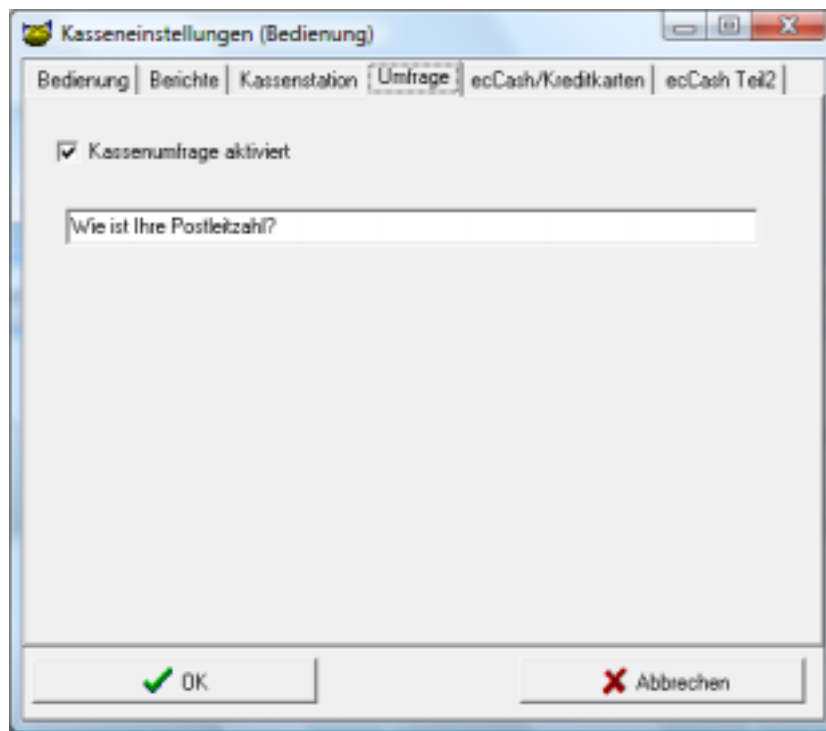 Kasseneinstellungen (Bedienung)
Bedienung Berichte Kassenstation Umfrage ecCash/Kreditkarten ecCash Teil2
Kassenumfrage aktiviert
Wie ist Ihre Postleitzahl?
OK Abbrechen